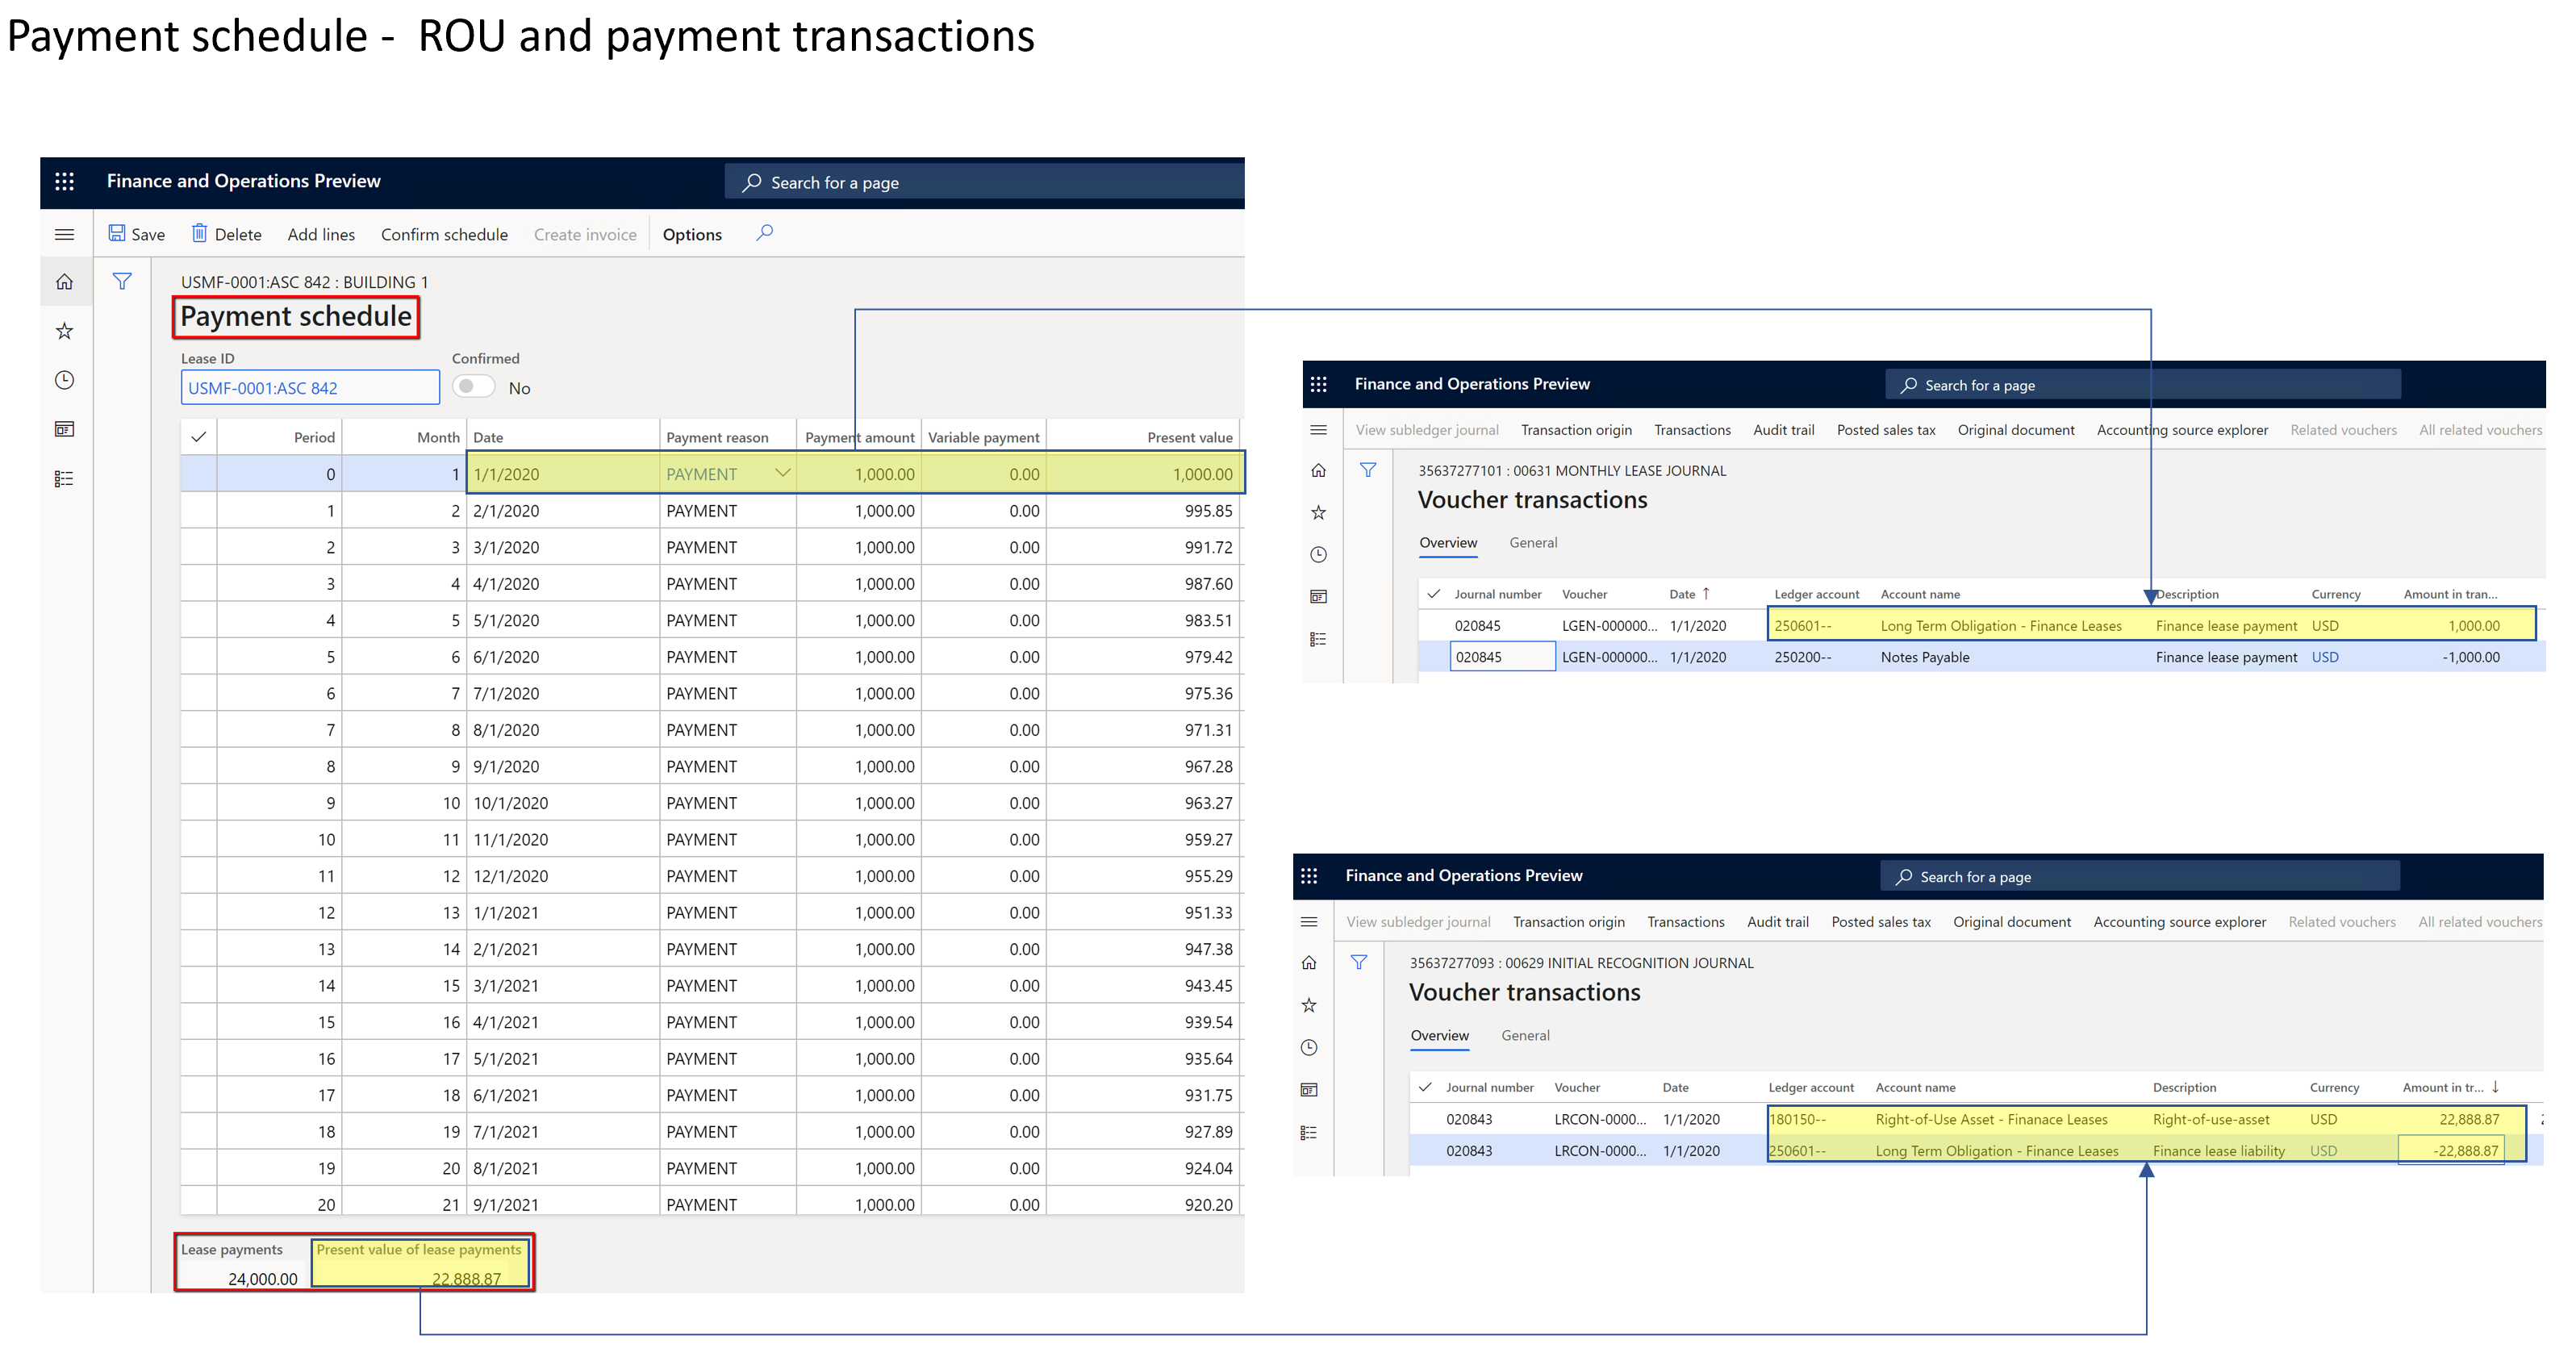 Payment schedule -  ROU and payment transactions
Finance and Operations Preview
Search for a page
Save Delete Add lines Confirm schedule Create invoice Options
USMF-0001:ASC 842 : BUILDING 1
Payment schedule
Lease ID Confirmed
USMF-0001:ASC 842 No
Period Month Date Payment reason Payment amount Variable payment Present value
0 1 1/1/2020 PAYMENT 1,000.00 0.00 1,000.00
1 2 2/1/2020 PAYMENT 1,000.00 0.00 995.85
2 3 3/1/2020 PAYMENT 1,000.00 0.00 991.72
3 4 4/1/2020 PAYMENT 1,000.00 0.00 987.60
4 5 5/1/2020 PAYMENT 1,000.00 0.00 983.51
5 6 6/1/2020 PAYMENT 1,000.00 0.00 979.42
6 7 7/1/2020 PAYMENT 1,000.00 0.00 975.36
7 8 8/1/2020 PAYMENT 1,000.00 0.00 971.31
8 9 9/1/2020 PAYMENT 1,000.00 0.00 967.28
9 10 10/1/2020 PAYMENT 1,000.00 0.00 963.27
10 11 11/1/2020 PAYMENT 1,000.00 0.00 959.27
11 12 12/1/2020 PAYMENT 1,000.00 0.00 955.29
12 13 1/1/2021 PAYMENT 1,000.00 0.00 951.33
13 14 2/1/2021 PAYMENT 1,000.00 0.00 947.38
14 15 3/1/2021 PAYMENT 1,000.00 0.00 943.45
15 16 4/1/2021 PAYMENT 1,000.00 0.00 939.54
16 17 5/1/2021 PAYMENT 1,000.00 0.00 935.64
17 18 6/1/2021 PAYMENT 1,000.00 0.00 931.75
18 19 7/1/2021 PAYMENT 1,000.00 0.00 927.89
19 20 8/1/2021 PAYMENT 1,000.00 0.00 924.04
20 21 9/1/2021 PAYMENT 1,000.00 0.00 920.20
Lease payments Present value of lease payments
24,000.00 22,888.87
Finance and Operations Preview
Search for a page
View subledger journal Transaction origin Transactions Audit trail Posted sales tax Original document Accounting source explorer Related vouchers All related vouchers
35637277101 : 00631 MONTHLY LEASE JOURNAL
Voucher transactions
Overview General
Journal number Voucher Date ↑ Ledger account Account name Description Currency Amount in tran...
020845 LGEN-000000... 1/1/2020 250601-- Long Term Obligation - Finance Leases Finance lease payment USD 1,000.00
020845 LGEN-000000... 1/1/2020 250200-- Notes Payable Finance lease payment USD -1,000.00
Finance and Operations Preview
Search for a page
View subledger journal Transaction origin Transactions Audit trail Posted sales tax Original document Accounting source explorer Related vouchers All related vouchers
35637277093 : 00629 INITIAL RECOGNITION JOURNAL
Voucher transactions
Overview General
Journal number Voucher Date Ledger account Account name Description Currency Amount in tr... ↓
020843 LRCON-0000... 1/1/2020 180150-- Right-of-Use Asset - Finanace Leases Right-of-use-asset USD 22,888.87
020843 LRCON-0000... 1/1/2020 250601-- Long Term Obligation - Finance Leases Finance lease liability USD -22,888.87